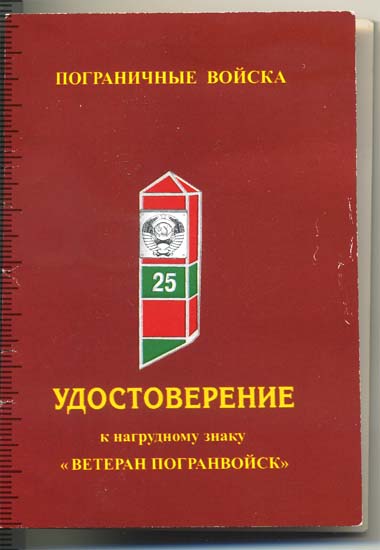 ПОГРАНИЧНЫЕ ВОЙСКА
25
УДОСТОВЕРЕНИЕ
к нагрудному знаку
«ВЕТЕРАН ПОГРАНВОЙСК»